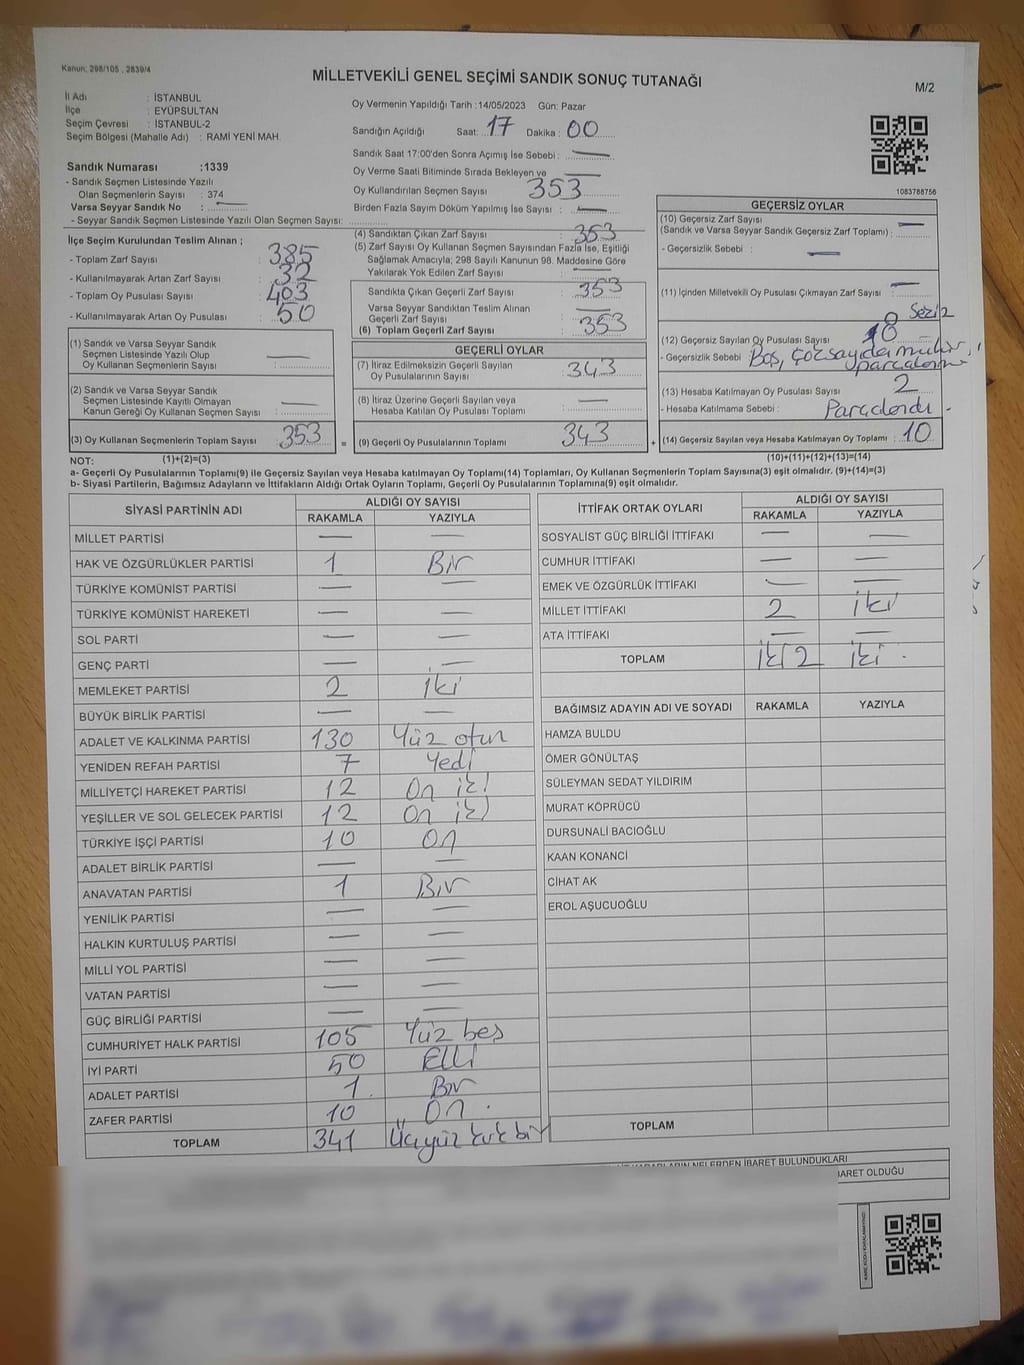 Kanun: 298/105 , 2839/4
MİLLETVEKİLİ GENEL SEÇİMİ SANDIK SONUÇ TUTANAĞI
M/2
İl Adı : İSTANBUL
İlçe : EYÜPSULTAN
Seçim Çevresi : İSTANBUL-2
Seçim Bölgesi (Mahalle Adı) : RAMİ YENİ MAH.
Sandık Numarası :1339
- Sandık Seçmen Listesinde Yazılı
Olan Seçmenlerin Sayısı : 374
Varsa Seyyar Sandık No : —
- Seyyar Sandık Seçmen Listesinde Yazılı Olan Seçmen Sayısı:
Oy Vermenin Yapıldığı Tarih :14/05/2023 Gün: Pazar
Sandığın Açıldığı Saat: 17 Dakika : 00
Sandık Saat 17:00'den Sonra Açımış İse Sebebi : —
Oy Verme Saati Bitiminde Sırada Bekleyen ve —
Oy Kullandırılan Seçmen Sayısı 353
Birden Fazla Sayım Döküm Yapılmış İse Sayısı : —
1083788756
İlçe Seçim Kurulundan Teslim Alınan ;
- Toplam Zarf Sayısı : 385
- Kullanılmayarak Artan Zarf Sayısı : 32
- Toplam Oy Pusulası Sayısı : 403
- Kullanılmayarak Artan Oy Pusulası : 50
(4) Sandıktan Çıkan Zarf Sayısı : 353
(5) Zarf Sayısı Oy Kullanan Seçmen Sayısından Fazla İse, Eşitliği
Sağlamak Amacıyla; 298 Sayılı Kanunun 98. Maddesine Göre
Yakılarak Yok Edilen Zarf Sayısı : —
Sandıkta Çıkan Geçerli Zarf Sayısı : 353
Varsa Seyyar Sandıktan Teslim Alınan
Geçerli Zarf Sayısı : —
(6) Toplam Geçerli Zarf Sayısı : 353
GEÇERSİZ OYLAR
(10) Geçersiz Zarf Sayısı
(Sandık ve Varsa Seyyar Sandık Geçersiz Zarf Toplamı) : —
- Geçersizlik Sebebi : —
(11) İçinden Milletvekili Oy Pusulası Çıkmayan Zarf Sayısı : —
8 Sekiz
(12) Geçersiz Sayılan Oy Pusulası Sayısı
- Geçersizlik Sebebi : Boş,
(13) Hesaba Katılmayan Oy Pusulası Sayısı : 2
- Hesaba Katılmama Sebebi : Parçalandı.
(14) Geçersiz Sayılan veya Hesaba Katılmayan Oy Toplamı : 10
(10)+(11)+(12)+(13)=(14)
(1) Sandık ve Varsa Seyyar Sandık
Seçmen Listesinde Yazılı Olup
Oy Kullanan Seçmenlerin Sayısı : —
(2) Sandık ve Varsa Seyyar Sandık
Seçmen Listesinde Kayıtlı Olmayan
Kanun Gereği Oy Kullanan Seçmen Sayısı : —
(3) Oy Kullanan Seçmenlerin Toplam Sayısı : 353 =
(1)+(2)=(3)
GEÇERLİ OYLAR
(7) İtiraz Edilmeksizin Geçerli Sayılan
Oy Pusulalarının Sayısı : 343
(8) İtiraz Üzerine Geçerli Sayılan veya
Hesaba Katılan Oy Pusulası Toplamı : —
(9) Geçerli Oy Pusulalarının Toplamı : 343 +
NOT:
a- Geçerli Oy Pusulalarının Toplamı(9) ile Geçersiz Sayılan veya Hesaba katılmayan Oy Toplamı(14) Toplamları, Oy Kullanan Seçmenlerin Toplam Sayısına(3) eşit olmalıdır. (9)+(14)=(3)
b- Siyasi Partilerin, Bağımsız Adayların ve İttifakların Aldığı Ortak Oyların Toplamı, Geçerli Oy Pusulalarının Toplamına(9) eşit olmalıdır.
SİYASİ PARTİNİN ADI ALDIĞI OY SAYISI
RAKAMLA YAZIYLA
MİLLET PARTİSİ — —
HAK VE ÖZGÜRLÜKLER PARTİSİ 1 Bir
TÜRKİYE KOMÜNİST PARTİSİ — —
TÜRKİYE KOMÜNİST HAREKETİ — —
SOL PARTİ — —
GENÇ PARTİ — —
MEMLEKET PARTİSİ 2 iki
BÜYÜK BİRLİK PARTİSİ — —
ADALET VE KALKINMA PARTİSİ 130 Yüz otuz
YENİDEN REFAH PARTİSİ 7 Yedi
MİLLİYETÇİ HAREKET PARTİSİ 12 On iki
YEŞİLLER VE SOL GELECEK PARTİSİ 12 On iki
TÜRKİYE İŞÇİ PARTİSİ 10 On
ADALET BİRLİK PARTİSİ — —
ANAVATAN PARTİSİ 1 Bir
YENİLİK PARTİSİ — —
HALKIN KURTULUŞ PARTİSİ — —
MİLLİ YOL PARTİSİ — —
VATAN PARTİSİ — —
GÜÇ BİRLİĞİ PARTİSİ — —
CUMHURİYET HALK PARTİSİ 105 Yüz beş
İYİ PARTİ 50 Elli
ADALET PARTİSİ 1 Bir
ZAFER PARTİSİ 10 On.
TOPLAM 341 Üçyüz kırk bir
İTTİFAK ORTAK OYLARI ALDIĞI OY SAYISI
RAKAMLA YAZIYLA
SOSYALİST GÜÇ BİRLİĞİ İTTİFAKI — —
CUMHUR İTTİFAKI — —
EMEK VE ÖZGÜRLÜK İTTİFAKI — —
MİLLET İTTİFAKI 2 iki
ATA İTTİFAKI — —
TOPLAM iki 2 iki .
BAĞIMSIZ ADAYIN ADI VE SOYADI RAKAMLA YAZIYLA
HAMZA BULDU
ÖMER GÖNÜLTAŞ
SÜLEYMAN SEDAT YILDIRIM
MURAT KÖPRÜCÜ
DURSUNALİ BACIOĞLU
KAAN KONANCİ
CİHAT AK
EROL AŞUCUOĞLU
TOPLAM
NELERDEN İBARET BULUNDUKLARI
İBARET OLDUĞU